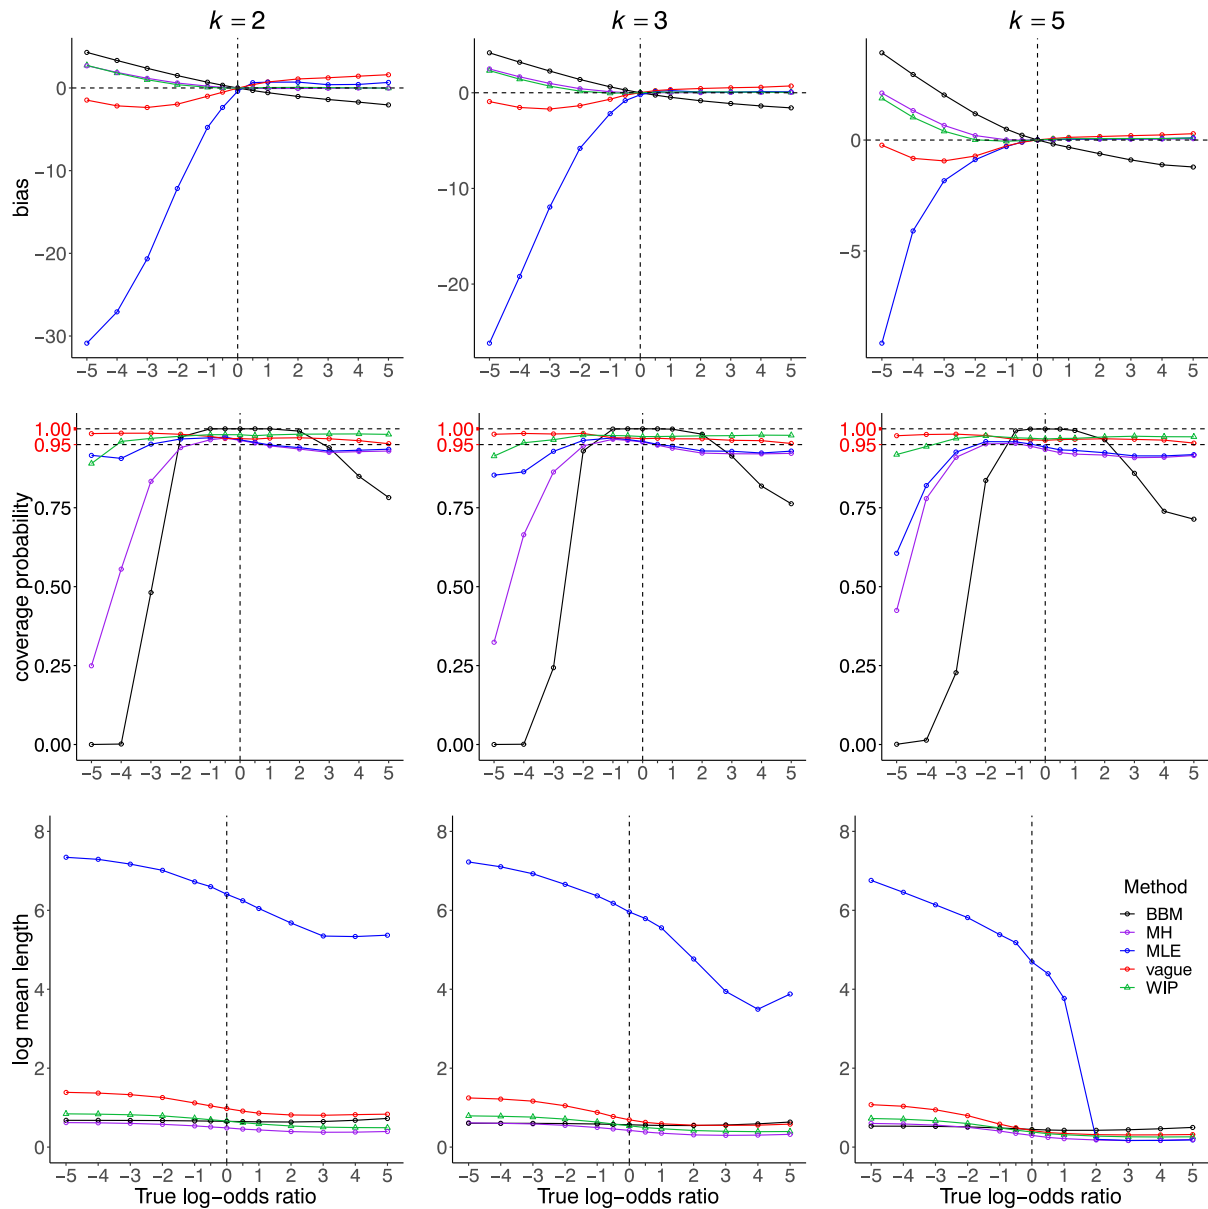 k = 2
k = 3
k = 5
bias
0
−10
−20
−30
−5 −4 −3 −2 −1 0 1 2 3 4 5
0
−10
−20
−5 −4 −3 −2 −1 0 1 2 3 4 5
0
−5
−5 −4 −3 −2 −1 0 1 2 3 4 5
coverage probability
1.00
0.95
0.75
0.50
0.25
0.00
−5 −4 −3 −2 −1 0 1 2 3 4 5
1.00
0.95
0.75
0.50
0.25
0.00
−5 −4 −3 −2 −1 0 1 2 3 4 5
1.00
0.95
0.75
0.50
0.25
0.00
−5 −4 −3 −2 −1 0 1 2 3 4 5
log mean length
8
6
4
2
0
−5 −4 −3 −2 −1 0 1 2 3 4 5
True log−odds ratio
8
6
4
2
0
−5 −4 −3 −2 −1 0 1 2 3 4 5
True log−odds ratio
8
6
4
2
0
−5 −4 −3 −2 −1 0 1 2 3 4 5
True log−odds ratio
Method
BBM
MH
MLE
vague
WIP